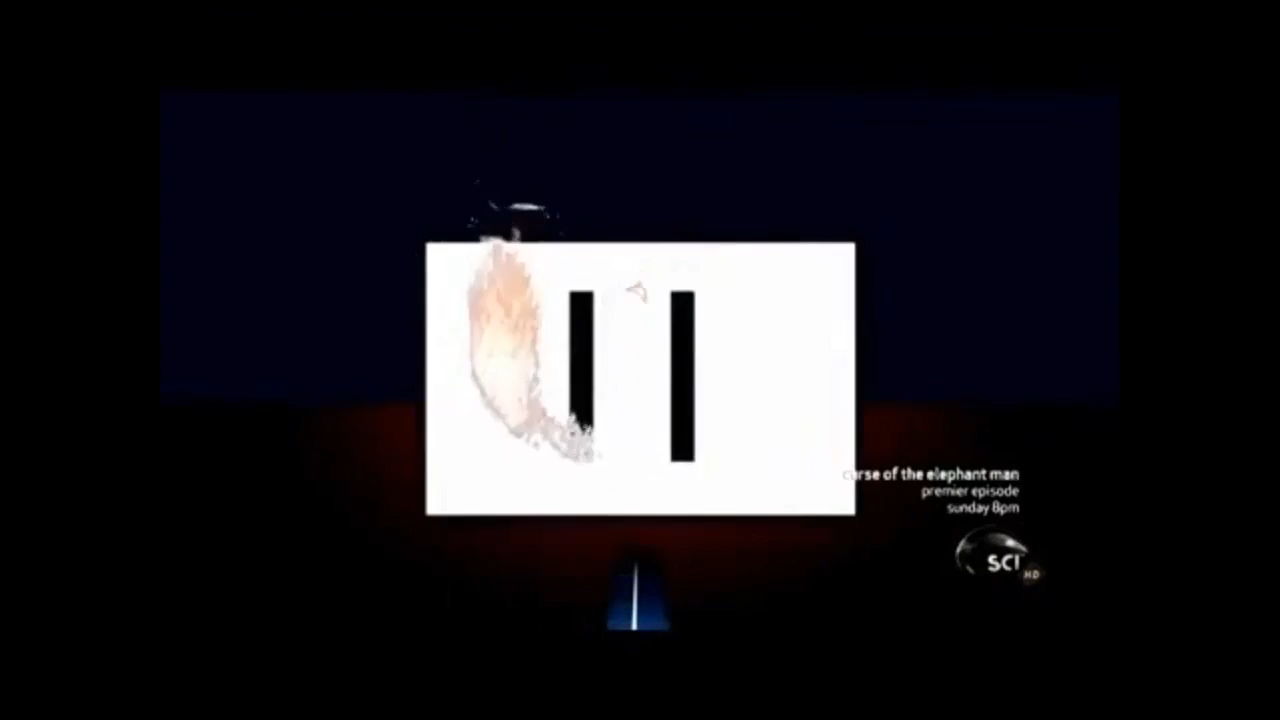 curse of the elephant man
premier episode
sunday 8pm
SCI
HD